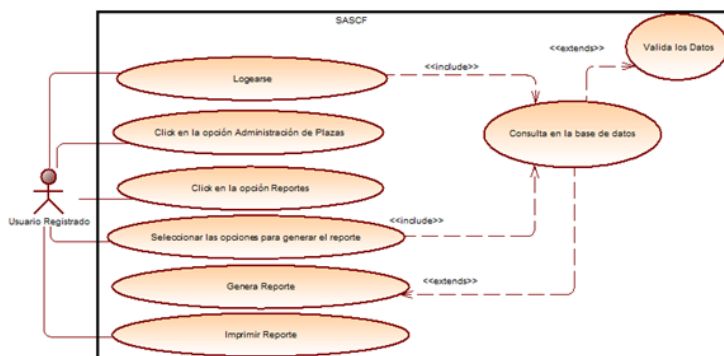 SASCF
Valida los Datos
<<extends>>
<<include>>
Logearse
Consulta en la base de datos
Click en la opción Administración de Plazas
Click en la opción Reportes
Usuario Registrado
<<include>>
Seleccionar las opciones para generar el reporte
<<extends>>
Genera Reporte
Imprimir Reporte